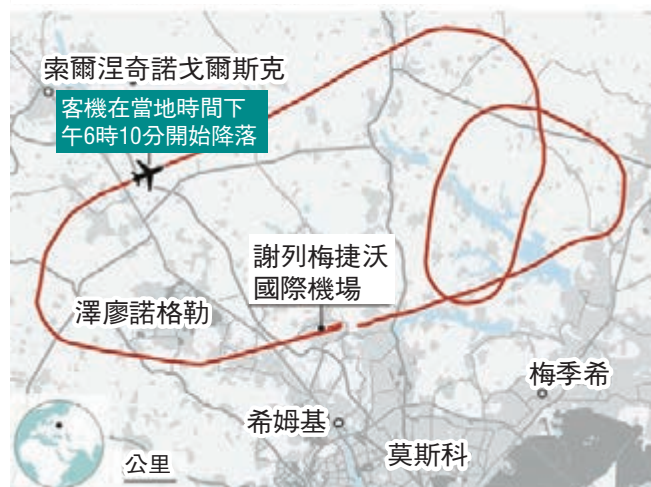 索爾涅奇諾戈爾斯克
客機在當地時間下
午6時10分開始降落
謝列梅捷沃
國際機場
澤廖諾格勒
梅季希
希姆基
莫斯科
公里